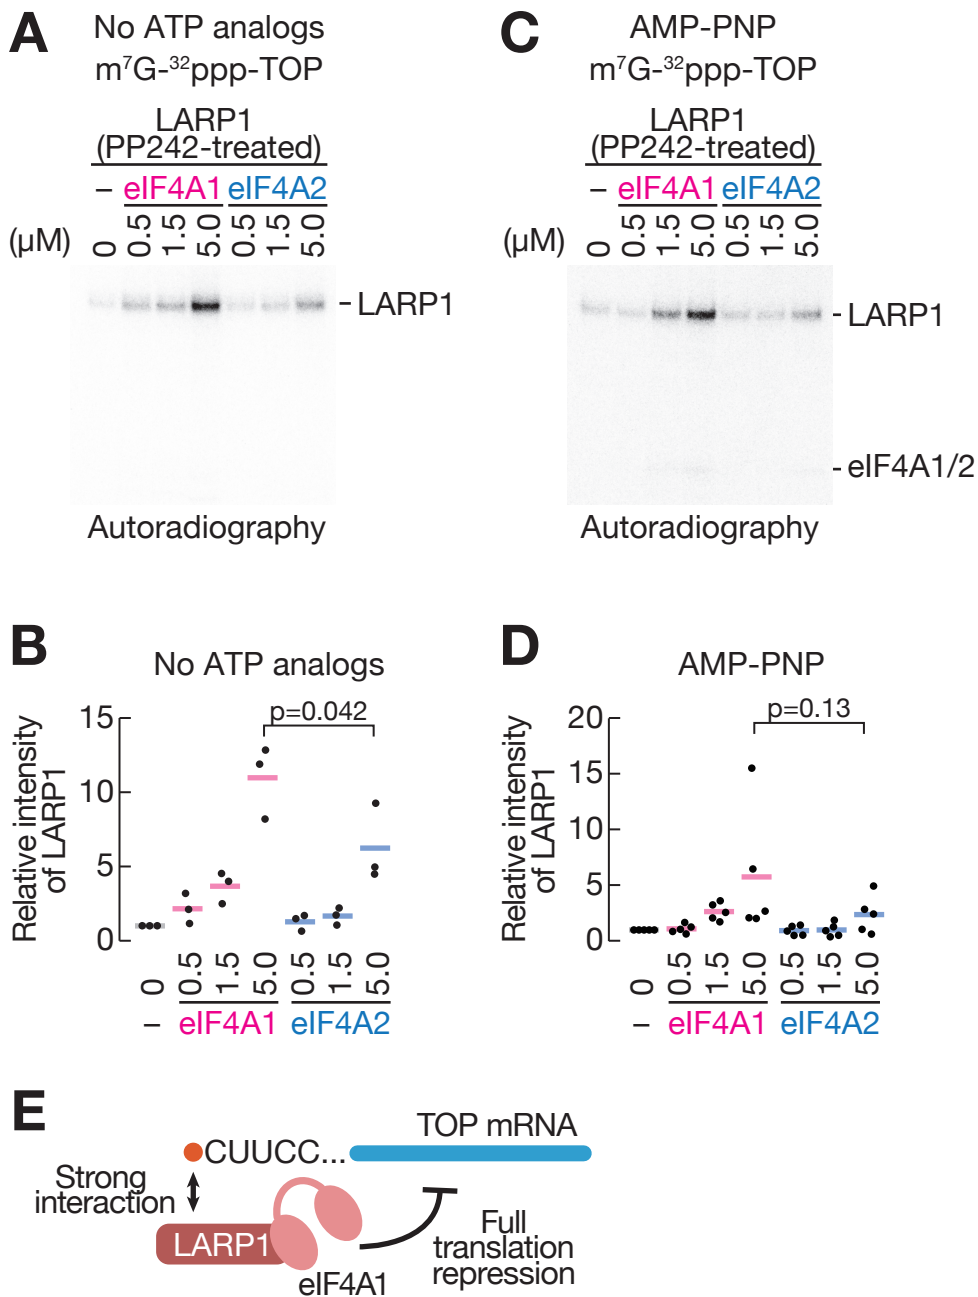 A
No ATP analogs
m⁷G-³²ppp-TOP
LARP1
(PP242-treated)
– eIF4A1 eIF4A2
(µM) 0 0.5 1.5 5.0 0.5 1.5 5.0
LARP1
Autoradiography
C
AMP-PNP
m⁷G-³²ppp-TOP
LARP1
(PP242-treated)
– eIF4A1 eIF4A2
(µM) 0 0.5 1.5 5.0 0.5 1.5 5.0
LARP1
eIF4A1/2
Autoradiography
B
No ATP analogs
p=0.042
Relative intensity
of LARP1
15
10
5
0
0 0.5 1.5 5.0 0.5 1.5 5.0
– eIF4A1 eIF4A2
D
AMP-PNP
p=0.13
Relative intensity
of LARP1
20
15
10
5
0
0 0.5 1.5 5.0 0.5 1.5 5.0
– eIF4A1 eIF4A2
E
TOP mRNA
CUUCC...
Strong
interaction
LARP1
eIF4A1
Full
translation
repression